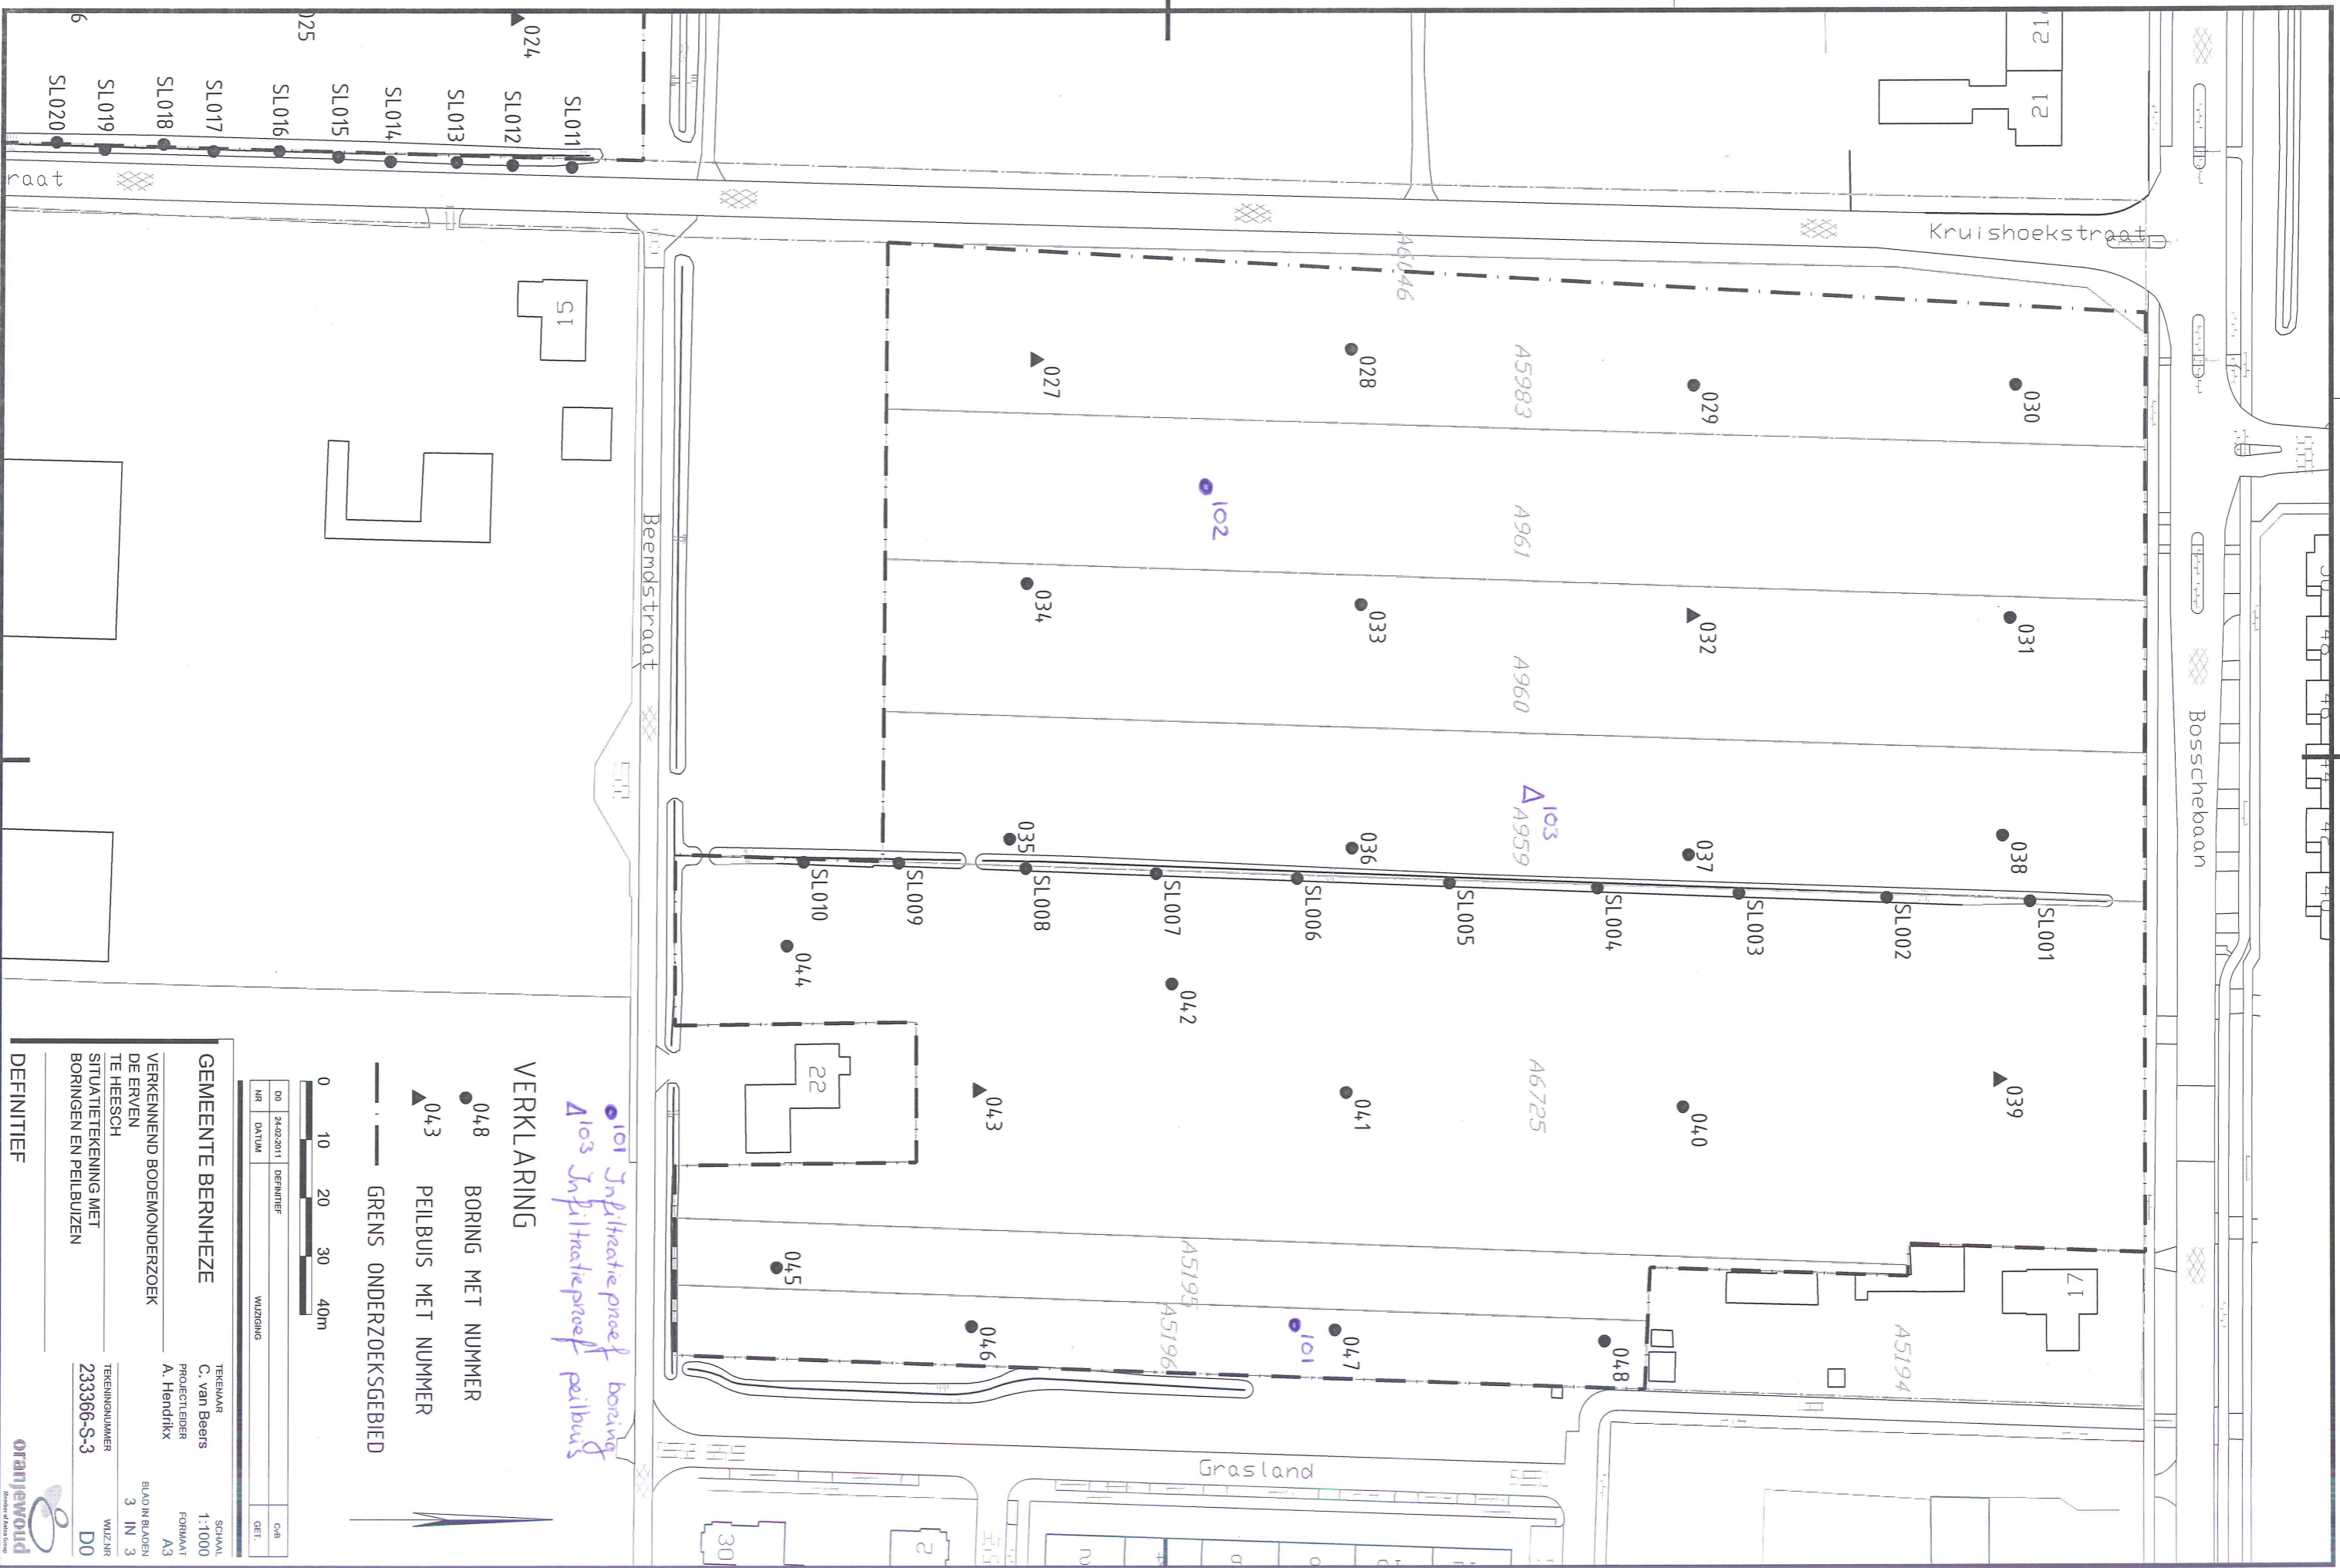 Kruishoekstraat
Bosschebaan
Beemdstraat
raat
Grasland
21
21
15
22
17
30
2
A6046
A5983
A961
A960
A959
A6725
A5195
A5196
A5194
024
025
6
027
028
029
030
031
032
033
034
035
036
037
038
039
040
041
042
043
044
045
046
047
048
101
102
103
SL001
SL002
SL003
SL004
SL005
SL006
SL007
SL008
SL009
SL010
SL011
SL012
SL013
SL014
SL015
SL016
SL017
SL018
SL019
SL020
101 Infiltratieproef boring
103 Infiltratieproef peilbuis
VERKLARING
048 BORING MET NUMMER
043 PEILBUIS MET NUMMER
GRENS ONDERZOEKSGEBIED
0 10 20 30 40m
D0 24-02-2011 DEFINITIEF CvB
NR DATUM WIJZIGING GET.
GEMEENTE BERNHEZE
VERKENNEND BODEMONDERZOEK
DE ERVEN
TE HEESCH
SITUATIETEKENING MET
BORINGEN EN PEILBUIZEN
DEFINITIEF
TEKENAAR
C. van Beers
PROJECTLEIDER
A. Hendrikx
SCHAAL
1:1000
FORMAAT
A3
BLAD IN BLADEN
3 IN 3
TEKENINGNUMMER
233366-S-3
WIJZ.NR
D0
oranjewoud
Member of Antea Group